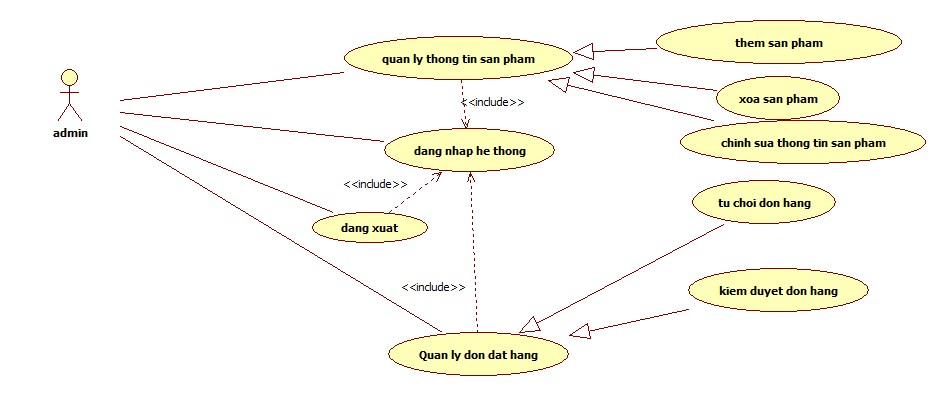 them san pham
quan ly thong tin san pham
xoa san pham
<<include>>
admin
chinh sua thong tin san pham
dang nhap he thong
<<include>>
tu choi don hang
dang xuat
<<include>>
kiem duyet don hang
Quan ly don dat hang